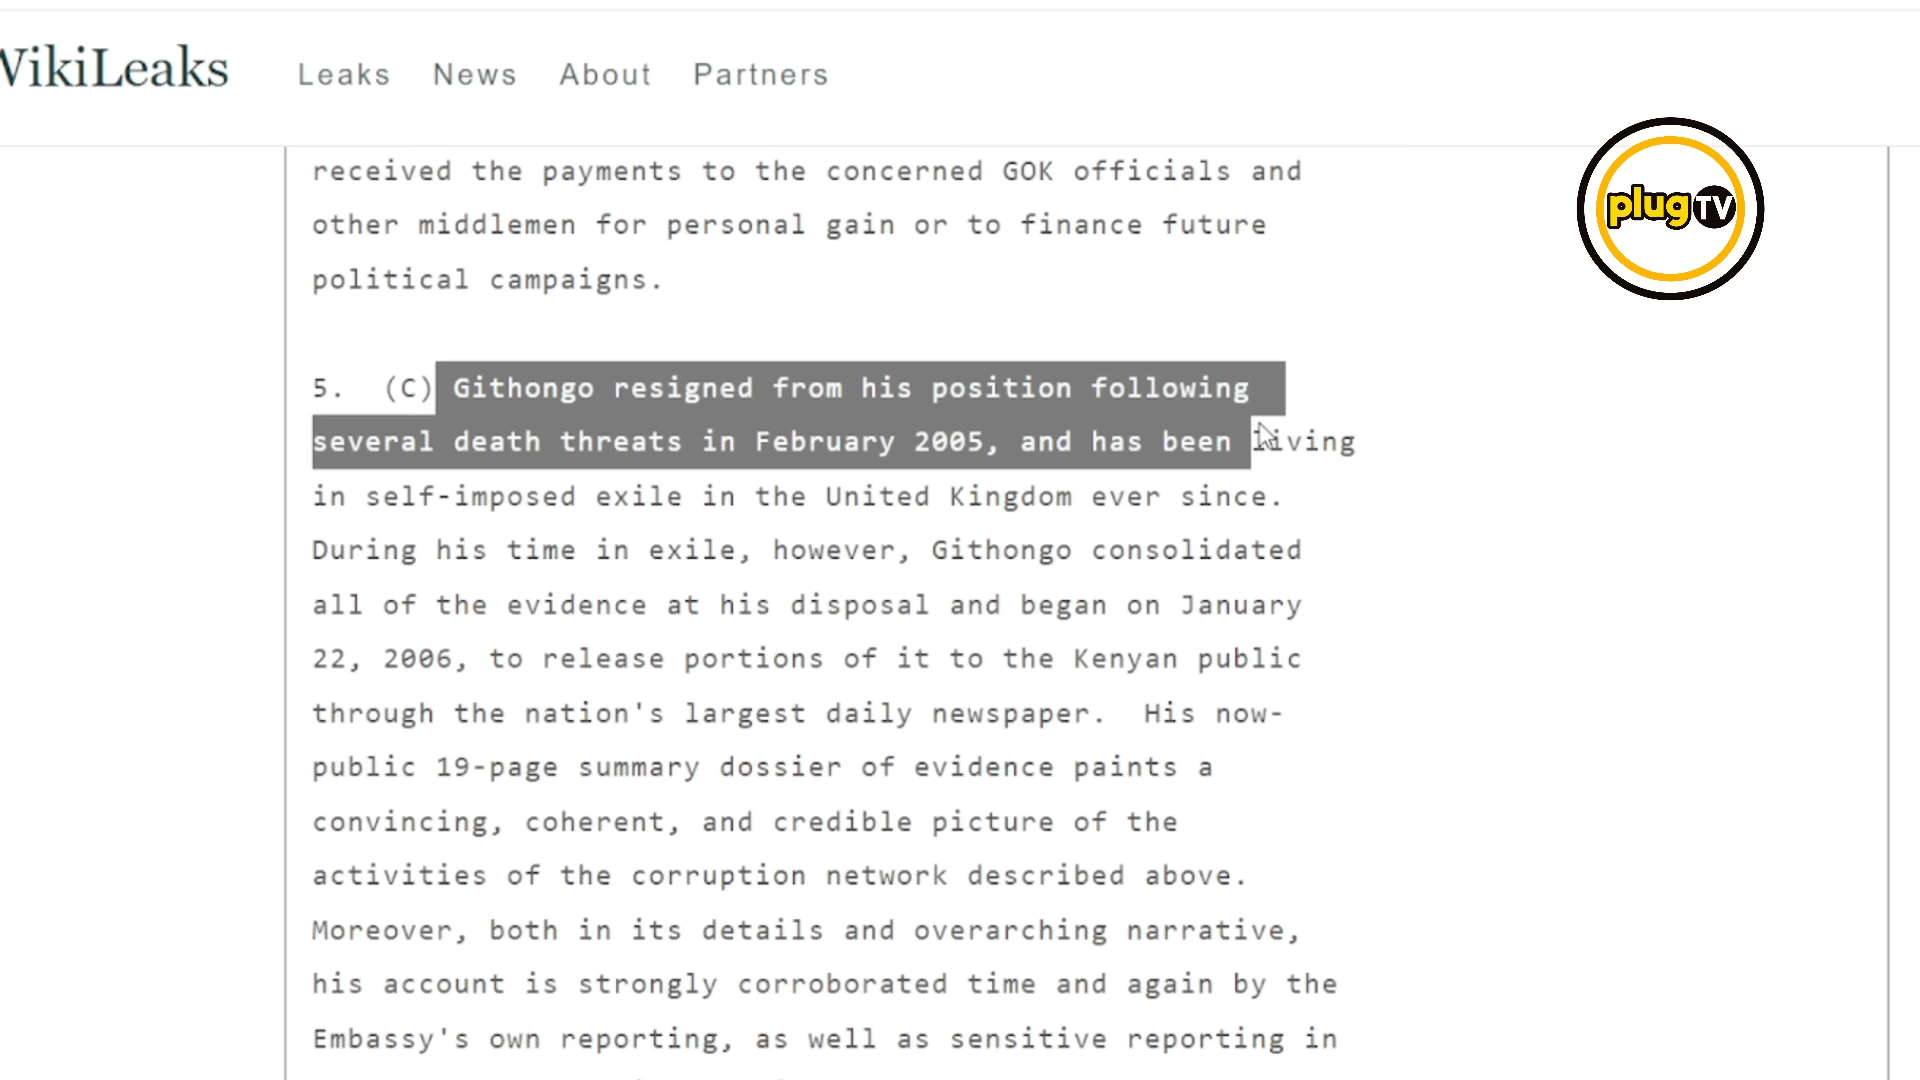 WikiLeaks Leaks News About Partners
plugTV
received the payments to the concerned GOK officials and
other middlemen for personal gain or to finance future
political campaigns.
5. (C) Githongo resigned from his position following
several death threats in February 2005, and has been living
in self-imposed exile in the United Kingdom ever since.
During his time in exile, however, Githongo consolidated
all of the evidence at his disposal and began on January
22, 2006, to release portions of it to the Kenyan public
through the nation's largest daily newspaper. His now-
public 19-page summary dossier of evidence paints a
convincing, coherent, and credible picture of the
activities of the corruption network described above.
Moreover, both in its details and overarching narrative,
his account is strongly corroborated time and again by the
Embassy's own reporting, as well as sensitive reporting in